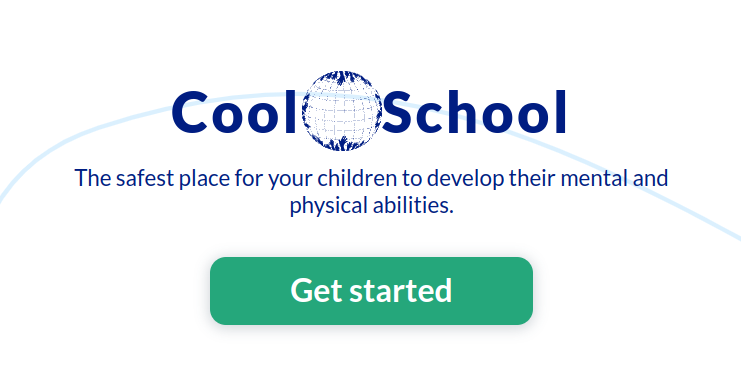 Cool School
The safest place for your children to develop their mental and
physical abilities.
Get started